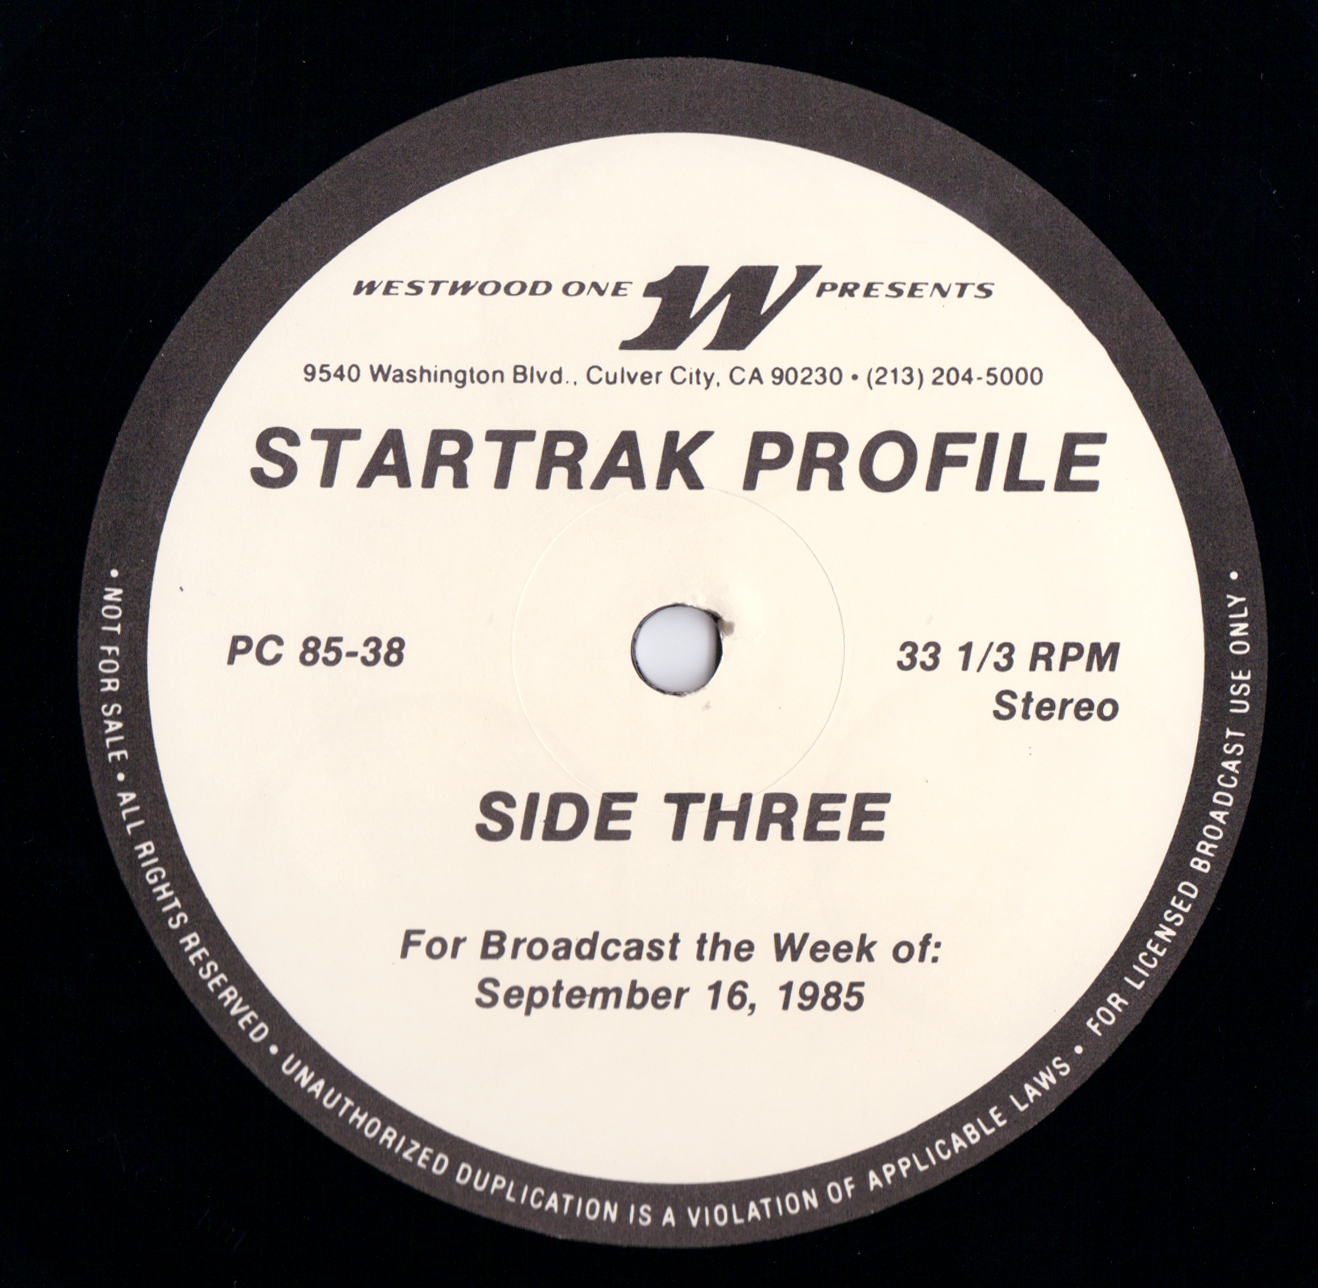 WESTWOOD ONE 1W PRESENTS
9540 Washington Blvd., Culver City, CA 90230 • (213) 204-5000
STARTRAK PROFILE
PC 85-38
33 1/3 RPM
Stereo
SIDE THREE
For Broadcast the Week of:
September 16, 1985
• NOT FOR SALE • ALL RIGHTS RESERVED • UNAUTHORIZED DUPLICATION IS A VIOLATION OF APPLICABLE LAWS • FOR LICENSED BROADCAST USE ONLY •